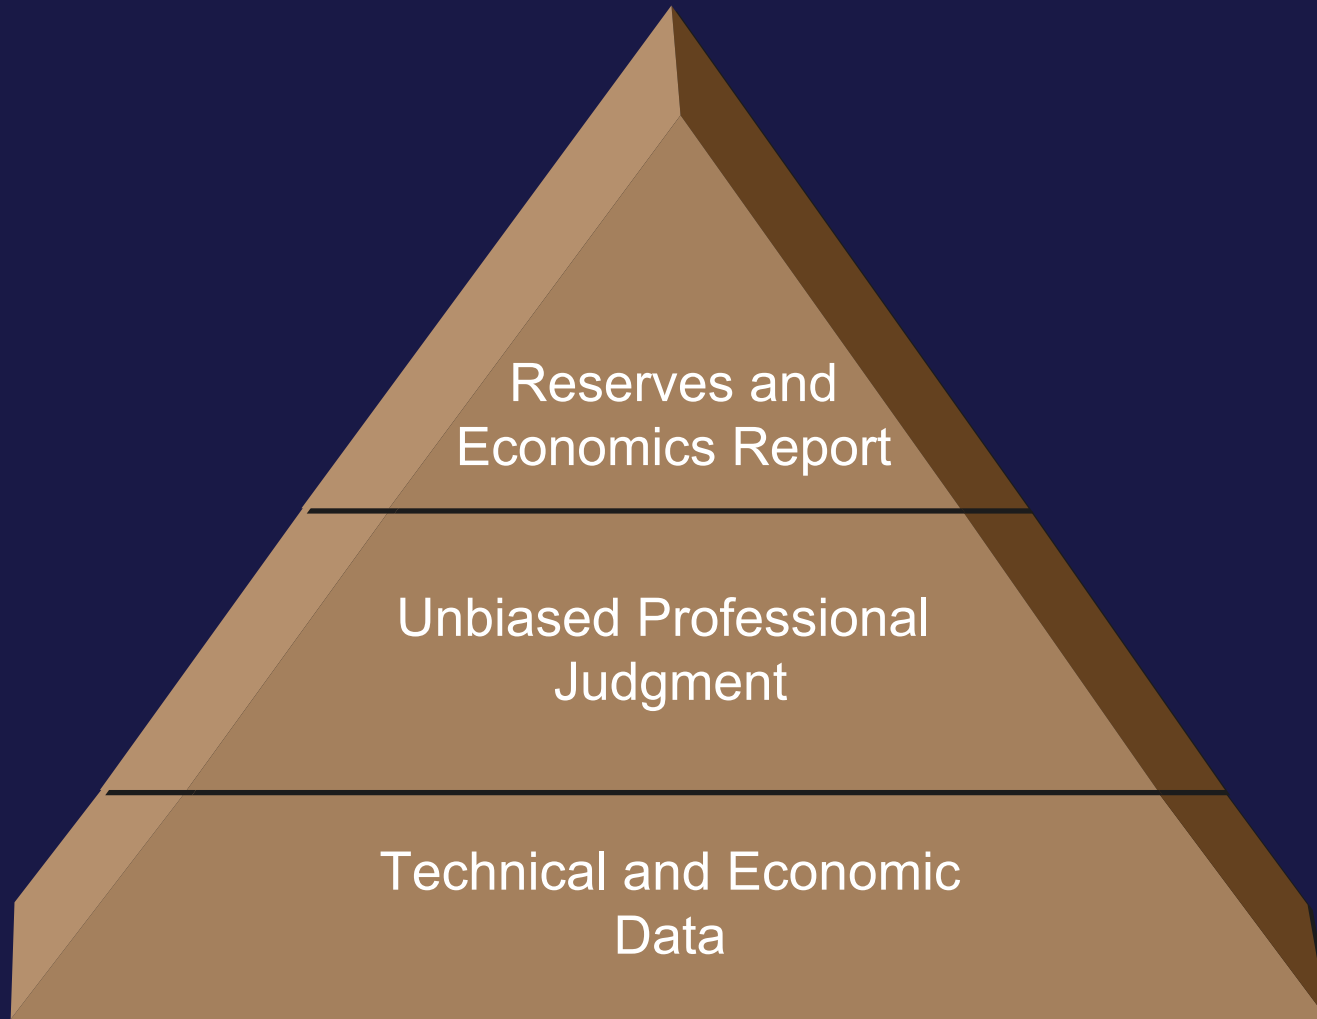 Reserves and
Economics Report
Unbiased Professional
Judgment
Technical and Economic
Data